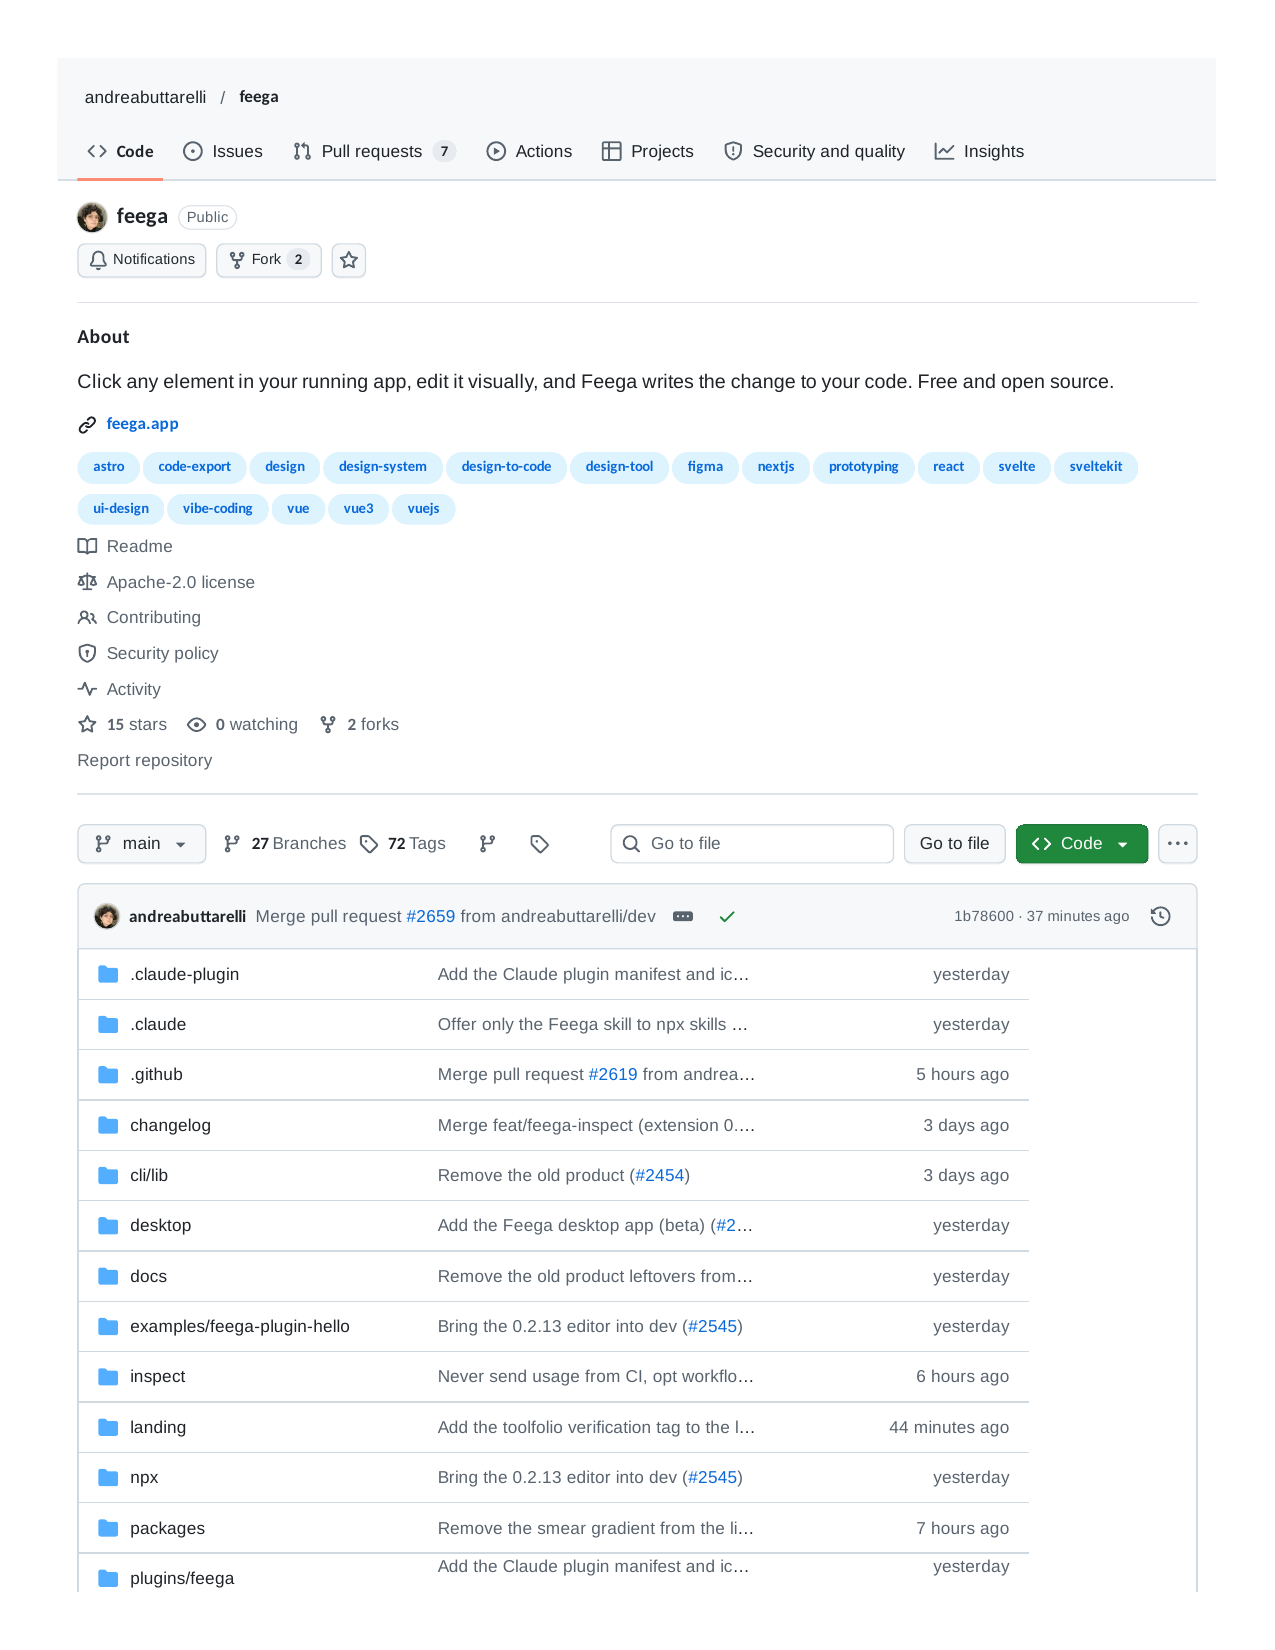 andreabuttarelli / feega
Code Issues Pull requests 7 Actions Projects Security and quality Insights
feega Public
Notifications Fork 2
About
Click any element in your running app, edit it visually, and Feega writes the change to your code. Free and open source.
feega.app
astro code-export design design-system design-to-code design-tool figma nextjs prototyping react svelte sveltekit
ui-design vibe-coding vue vue3 vuejs
Readme
Apache-2.0 license
Contributing
Security policy
Activity
15 stars 0 watching 2 forks
Report repository
main 27 Branches 72 Tags Go to file Go to file Code
andreabuttarelli Merge pull request #2659 from andreabuttarelli/dev 1b78600 · 37 minutes ago
.claude-plugin Add the Claude plugin manifest and ic… yesterday
.claude Offer only the Feega skill to npx skills … yesterday
.github Merge pull request #2619 from andrea… 5 hours ago
changelog Merge feat/feega-inspect (extension 0.… 3 days ago
cli/lib Remove the old product (#2454) 3 days ago
desktop Add the Feega desktop app (beta) (#2… yesterday
docs Remove the old product leftovers from… yesterday
examples/feega-plugin-hello Bring the 0.2.13 editor into dev (#2545) yesterday
inspect Never send usage from CI, opt workflo… 6 hours ago
landing Add the toolfolio verification tag to the l… 44 minutes ago
npx Bring the 0.2.13 editor into dev (#2545) yesterday
packages Remove the smear gradient from the li… 7 hours ago
plugins/feega Add the Claude plugin manifest and ic… yesterday